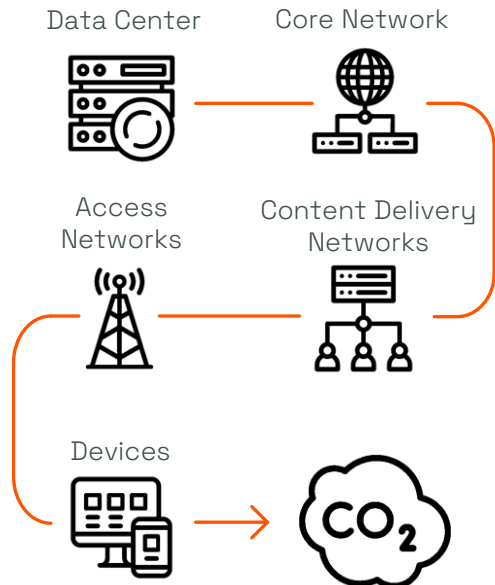 Data Center
Core Network
Access
Networks
Content Delivery
Networks
Devices
CO2